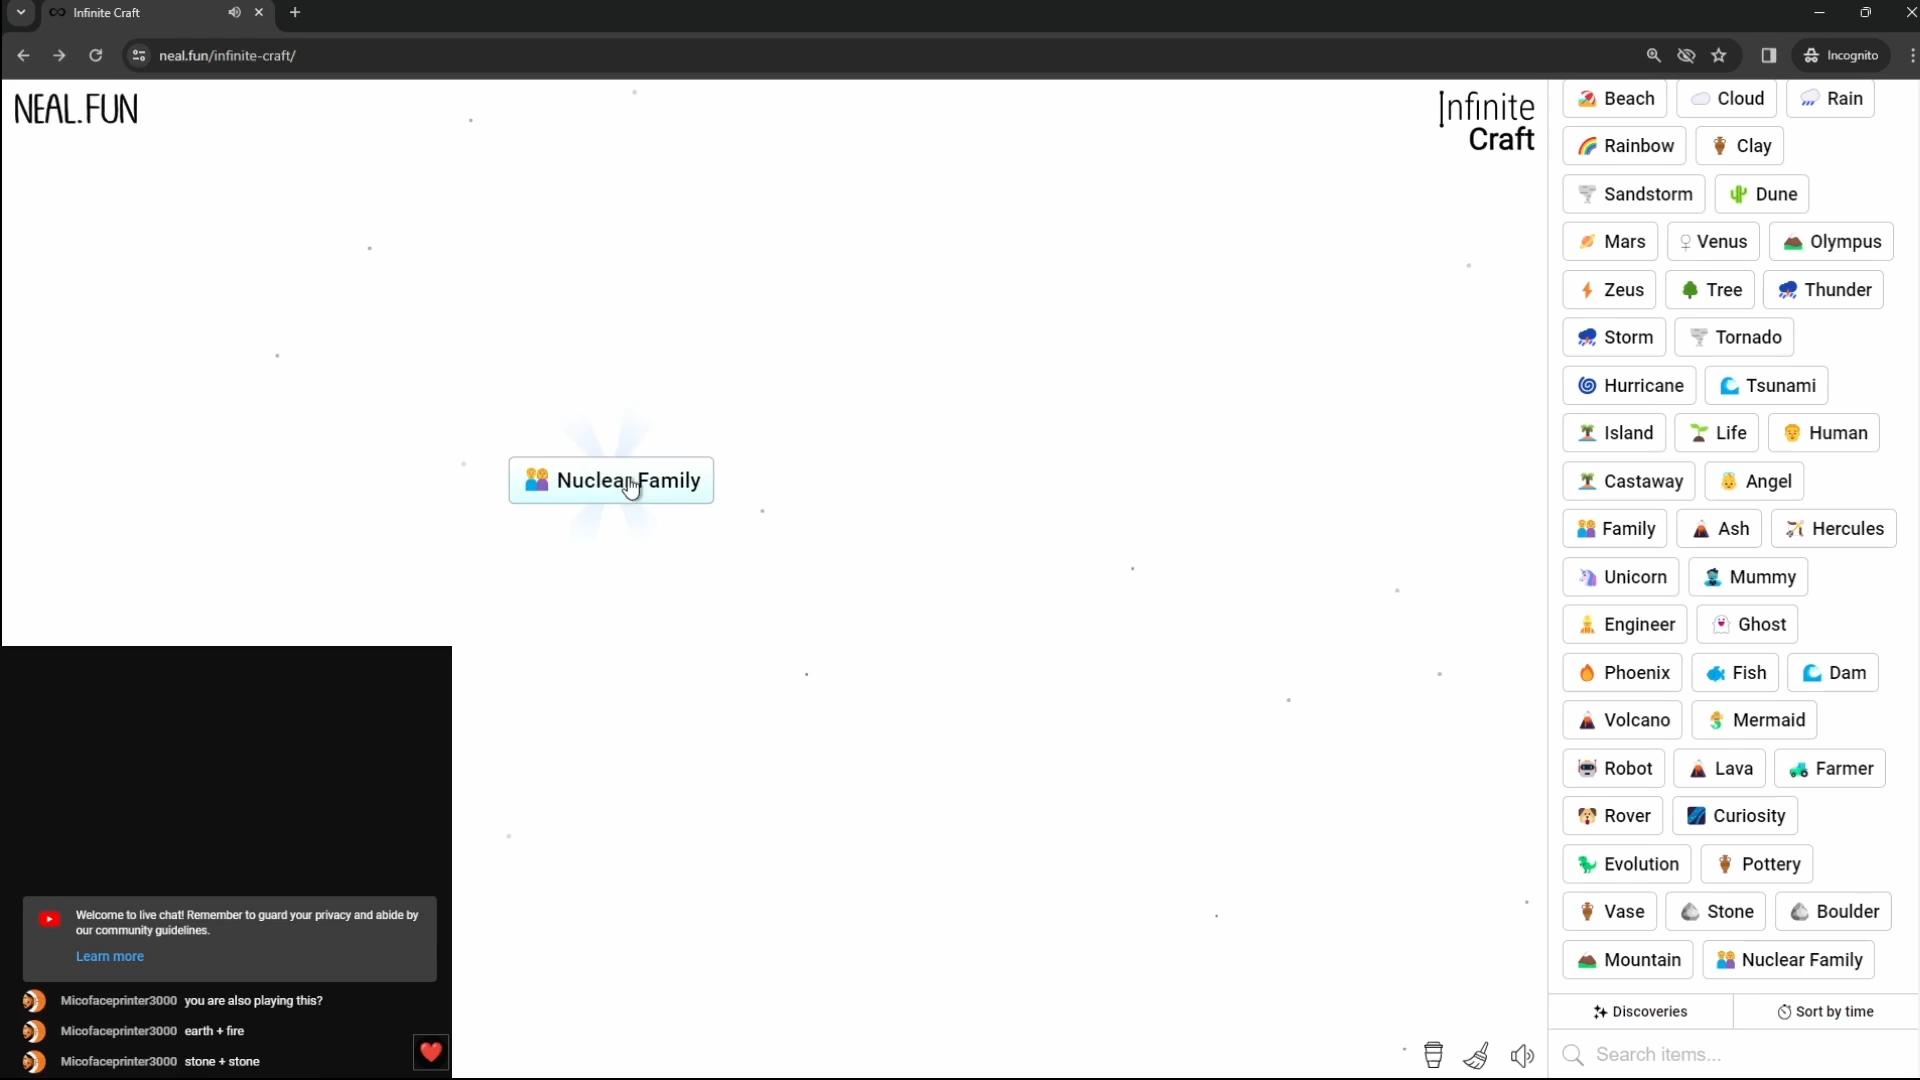 Infinite Craft
neal.fun/infinite-craft/
Incognito
NEAL.FUN
Infinite
Craft
Nuclear Family
Beach Cloud Rain
Rainbow Clay
Sandstorm Dune
Mars Venus Olympus
Zeus Tree Thunder
Storm Tornado
Hurricane Tsunami
Island Life Human
Castaway Angel
Family Ash Hercules
Unicorn Mummy
Engineer Ghost
Phoenix Fish Dam
Volcano Mermaid
Robot Lava Farmer
Rover Curiosity
Evolution Pottery
Vase Stone Boulder
Mountain Nuclear Family
Discoveries Sort by time
Search items...
Welcome to live chat! Remember to guard your privacy and abide by
our community guidelines.
Learn more
Micofaceprinter3000 you are also playing this?
Micofaceprinter3000 earth + fire
Micofaceprinter3000 stone + stone